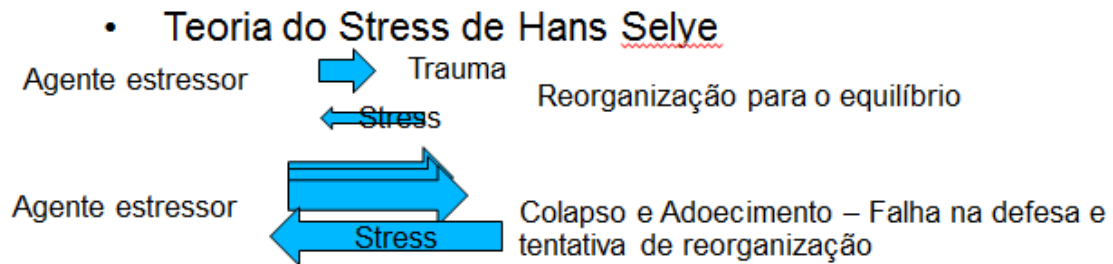 • Teoria do Stress de Hans Selye
Agente estressor
Trauma
Reorganização para o equilíbrio
Stress
Agente estressor
Colapso e Adoecimento – Falha na defesa e
Stress
tentativa de reorganização